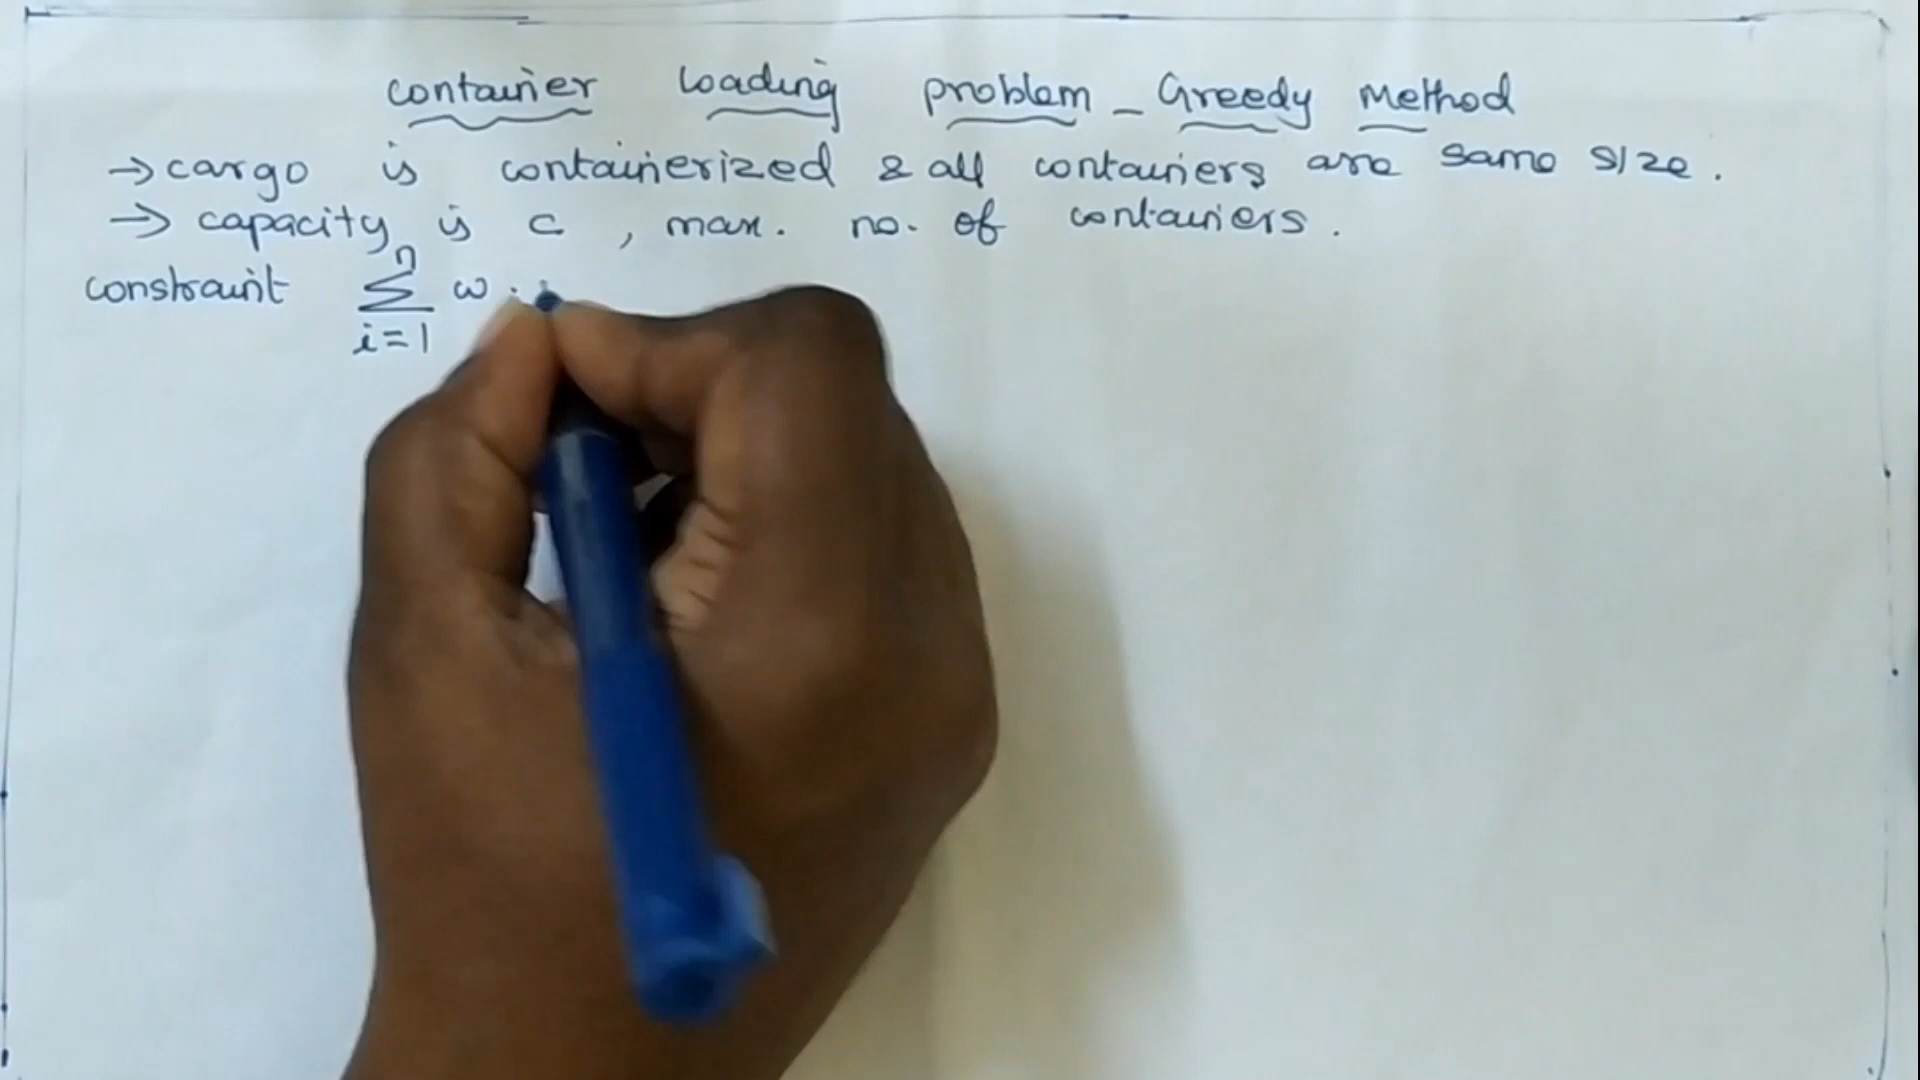 container loading problem - Greedy Method
→ cargo is containerized & all containers are same size.
→ capacity is c, max. no. of containers.
constraint n∑i=1 w